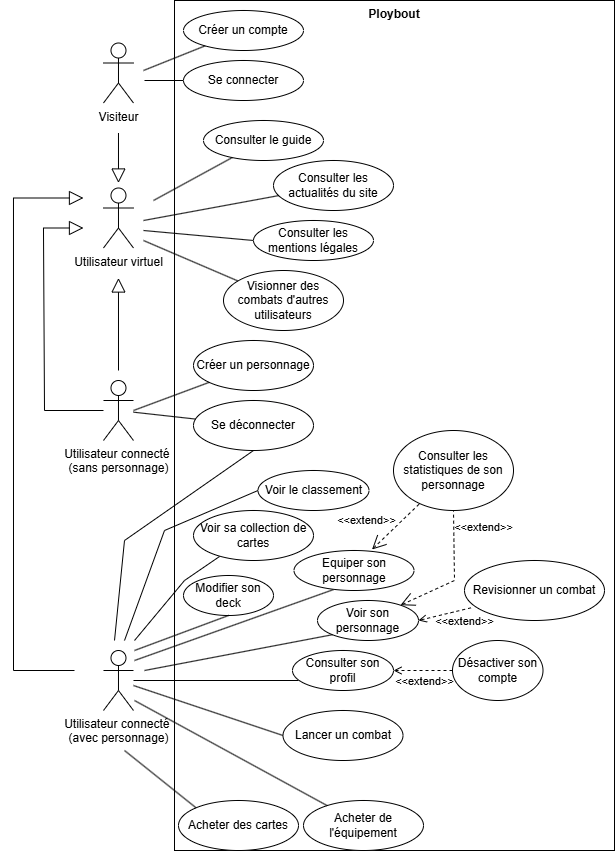 Ploybout
Créer un compte
Se connecter
Visiteur
Consulter le guide
Consulter les
actualités du site
Consulter les
mentions légales
Utilisateur virtuel
Visionner des
combats d'autres
utilisateurs
Créer un personnage
Se déconnecter
Utilisateur connecté
(sans personnage)
Consulter les
statistiques de son
personnage
Voir le classement
<<extend>>
<<extend>>
Voir sa collection de
cartes
Equiper son
personnage
Modifier son
deck
Revisionner un combat
Voir son
personnage
<<extend>>
Consulter son
profil
Désactiver son
compte
<<extend>>
Utilisateur connecté
(avec personnage)
Lancer un combat
Acheter des cartes
Acheter de
l'équipement